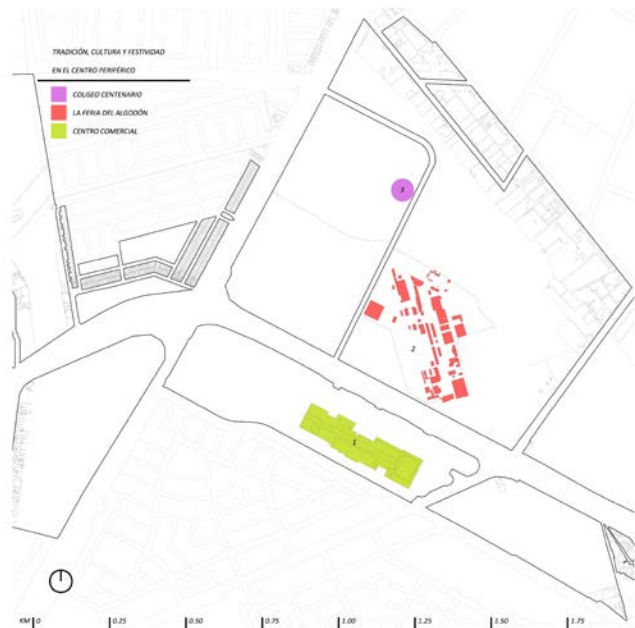 TRADICIÓN, CULTURA Y FESTIVIDAD
EN EL CENTRO PERIFÉRICO
COLISEO CENTENARIO
LA FERIA DEL ALGODÓN
CENTRO COMERCIAL
3
2
1
KM 0 0.25 0.50 0.75 1.00 1.25 1.50 1.75